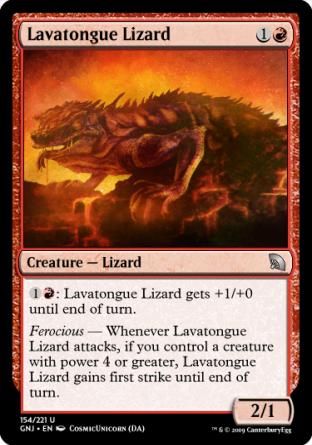 Lavatongue Lizard 1
Creature — Lizard
1 : Lavatongue Lizard gets +1/+0
until end of turn.
Ferocious — Whenever Lavatongue
Lizard attacks, if you control a creature
with power 4 or greater, Lavatongue
Lizard gains first strike until end of
turn.
2/1
154/221 U
GNJ • EN CosmicUnicorn (DA)
™ & © 2019 CanterburyEgg